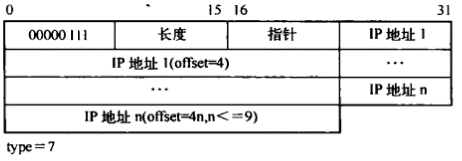 0 15 16 31
00000111 长度 指针 IP 地址 1
IP 地址 1(offset=4) ···
··· IP 地址 n
IP 地址 n(offset=4n,n<=9)
type=7